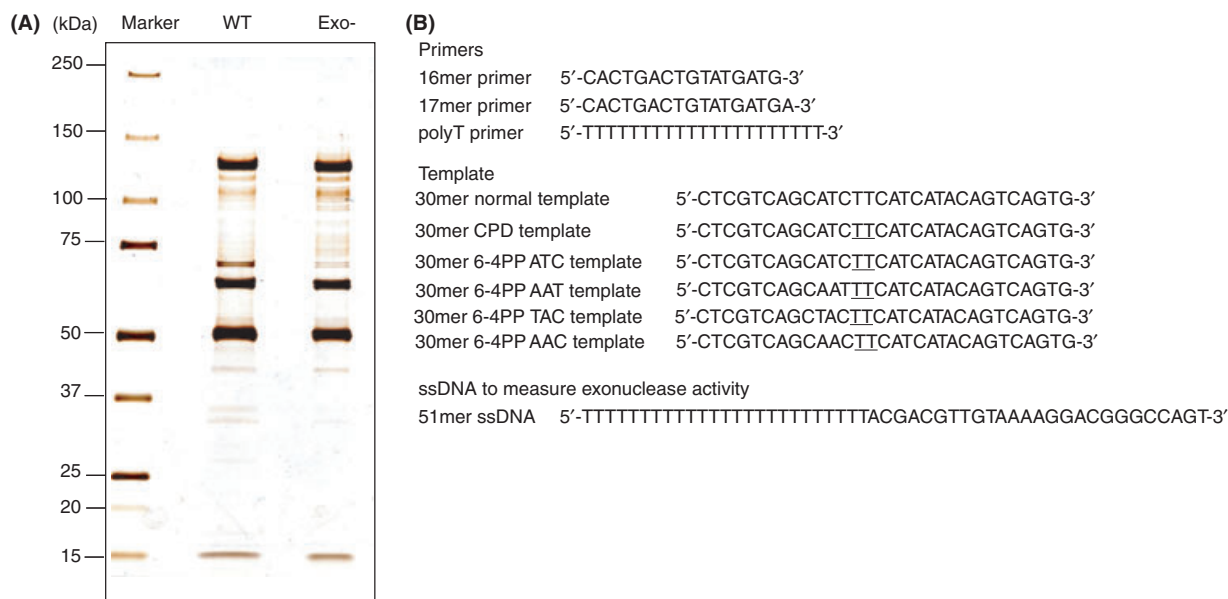 (A) (kDa) Marker WT Exo-
250
150
100
75
50
37
25
20
15
(B)
Primers
16mer primer 5′-CACTGACTGTATGATG-3′
17mer primer 5′-CACTGACTGTATGATGA-3′
polyT primer 5′-TTTTTTTTTTTTTTTTTTTTT-3′
Template
30mer normal template 5′-CTCGTCAGCATCTTCATCATACAGTCAGTG-3′
30mer CPD template 5′-CTCGTCAGCATCTTCATCATACAGTCAGTG-3′
30mer 6-4PP ATC template 5′-CTCGTCAGCATCTTCATCATACAGTCAGTG-3′
30mer 6-4PP AAT template 5′-CTCGTCAGCAATTTCATCATACAGTCAGTG-3′
30mer 6-4PP TAC template 5′-CTCGTCAGCTACTTCATCATACAGTCAGTG-3′
30mer 6-4PP AAC template 5′-CTCGTCAGCAACTTCATCATACAGTCAGTG-3′
ssDNA to measure exonuclease activity
51mer ssDNA 5′-TTTTTTTTTTTTTTTTTTTTTTTTTACGACGTTGTAAAAGGACGGGCCAGT-3′